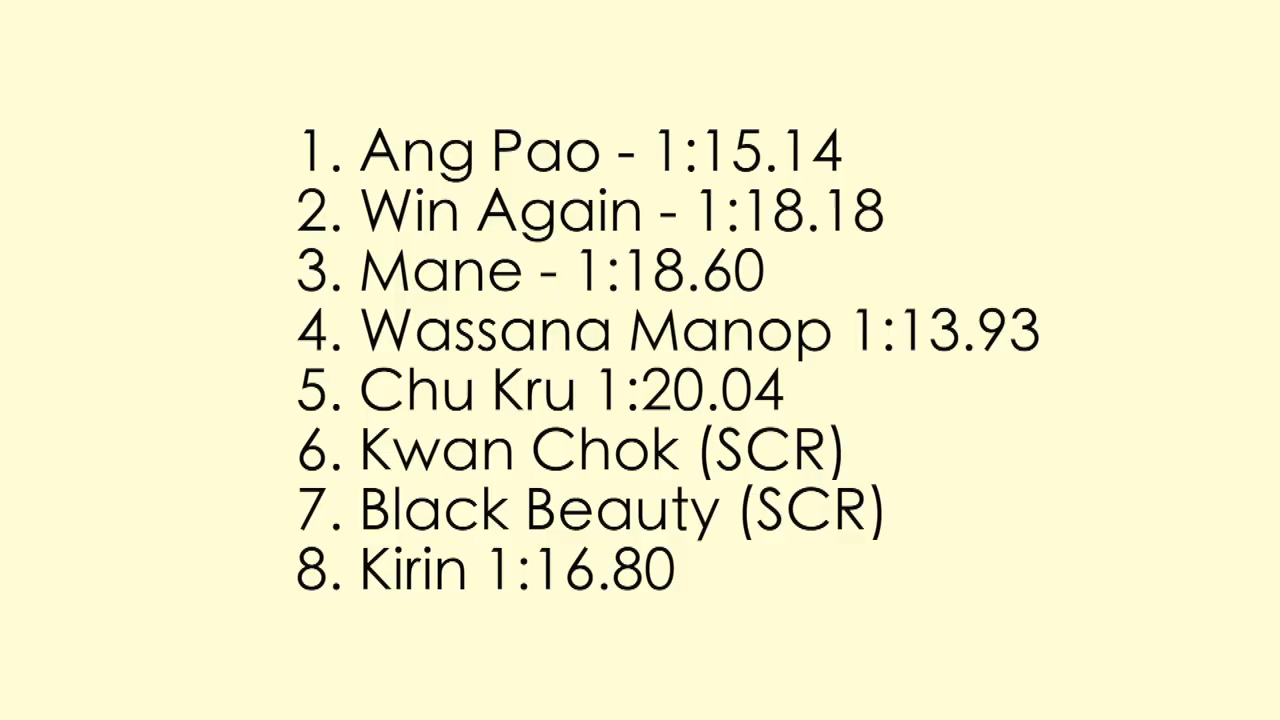 1. Ang Pao - 1:15.14
2. Win Again - 1:18.18
3. Mane - 1:18.60
4. Wassana Manop 1:13.93
5. Chu Kru 1:20.04
6. Kwan Chok (SCR)
7. Black Beauty (SCR)
8. Kirin 1:16.80